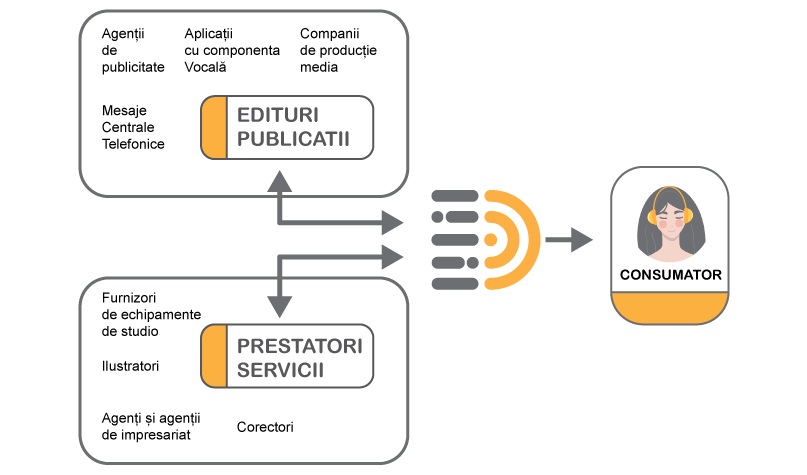 Agenții
de
publicitate
Aplicații
cu componenta
Vocală
Companii
de producție
media
Mesaje
Centrale
Telefonice
EDITURI
PUBLICATII
CONSUMATOR
Furnizori
de echipamente
de studio
Ilustratori
PRESTATORI
SERVICII
Agenți și agenții
de impresariat
Corectori